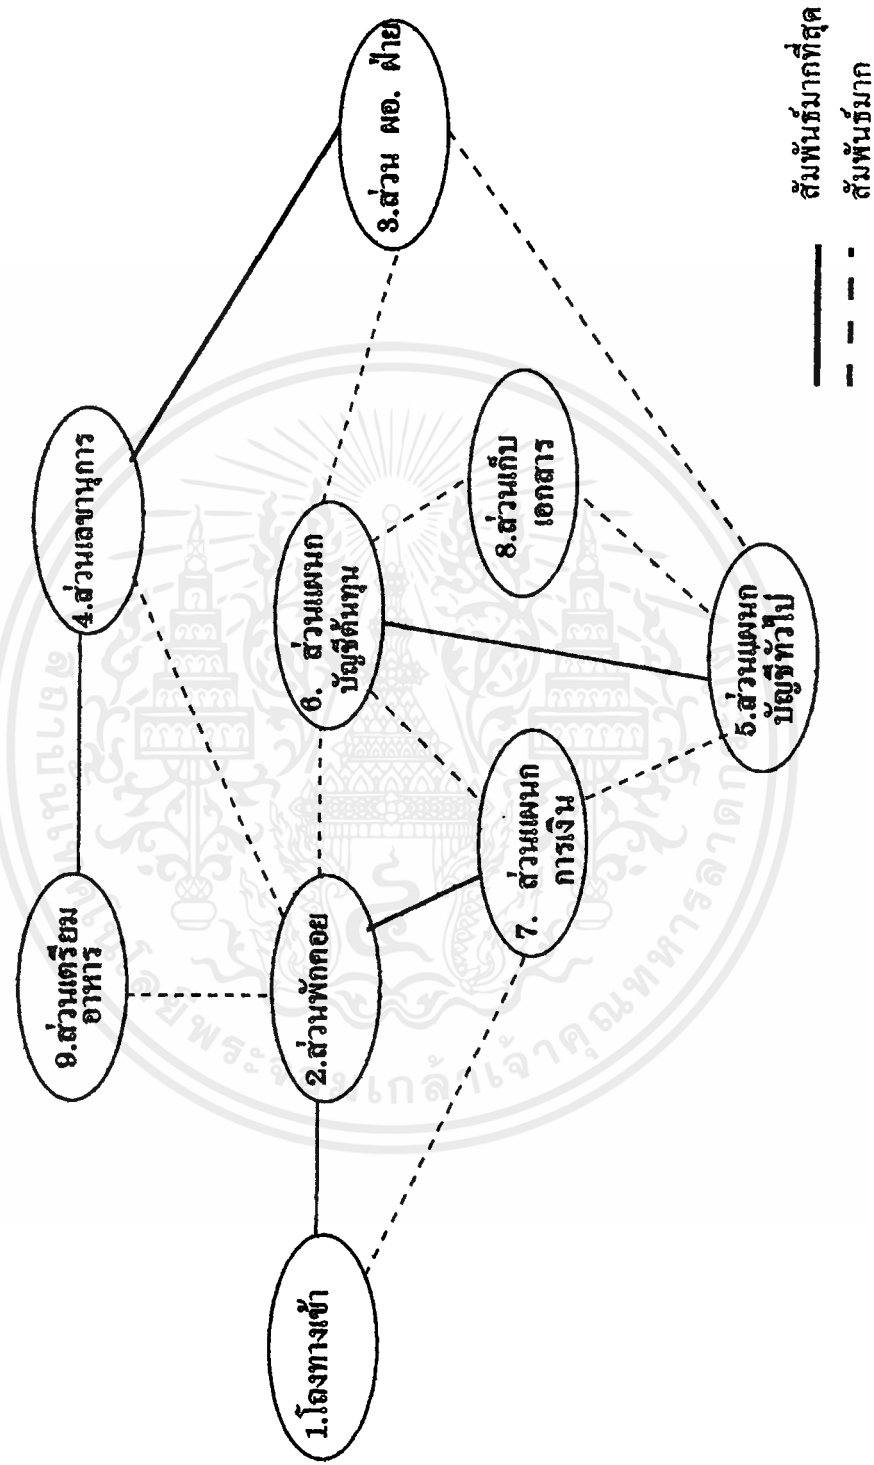 9.ส่วนเตรียม
อาหาร
4.ส่วนเลขานุการ
1.โถงทางเข้า
2.ส่วนพักคอย
6. ส่วนแผนก
บัญชีต้นทุน
3.ส่วน ผอ. ฝ่าย
7. ส่วนแผนก
การเงิน
8.ส่วนเก็บ
เอกสาร
5.ส่วนแผนก
บัญชีทั่วไป
สัมพันธ์มากที่สุด
สัมพันธ์มาก